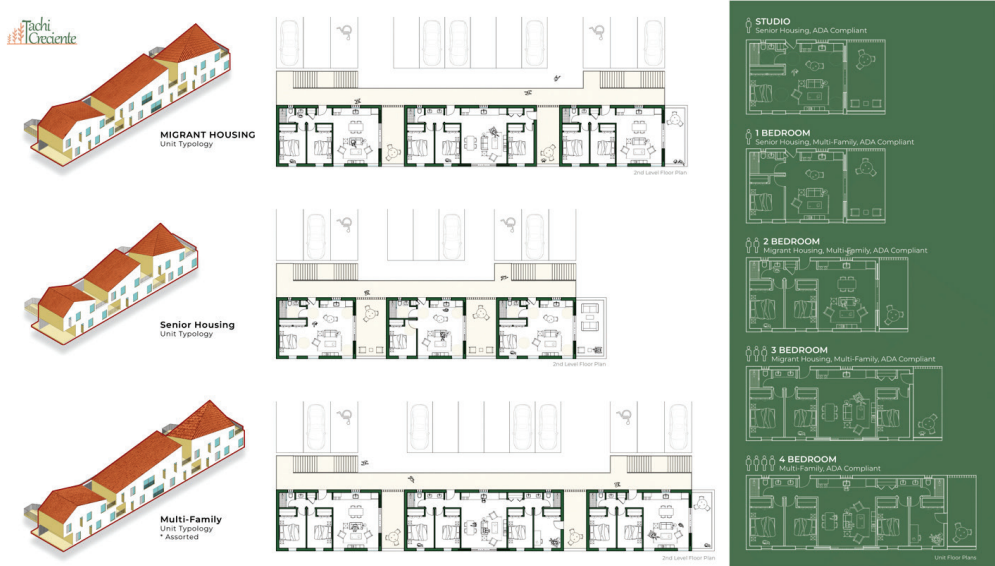 Tachi
Creciente
MIGRANT HOUSING
Unit Typology
2nd Level Floor Plan
Senior Housing
Unit Typology
2nd Level Floor Plan
Multi-Family
Unit Typology
* Assorted
2nd Level Floor Plan
STUDIO
Senior Housing, ADA Compliant
1 BEDROOM
Senior Housing, Multi-Family, ADA Compliant
2 BEDROOM
Migrant Housing, Multi-Family, ADA Compliant
3 BEDROOM
Migrant Housing, Multi-Family, ADA Compliant
4 BEDROOM
Multi-Family, ADA Compliant
Unit Floor Plans